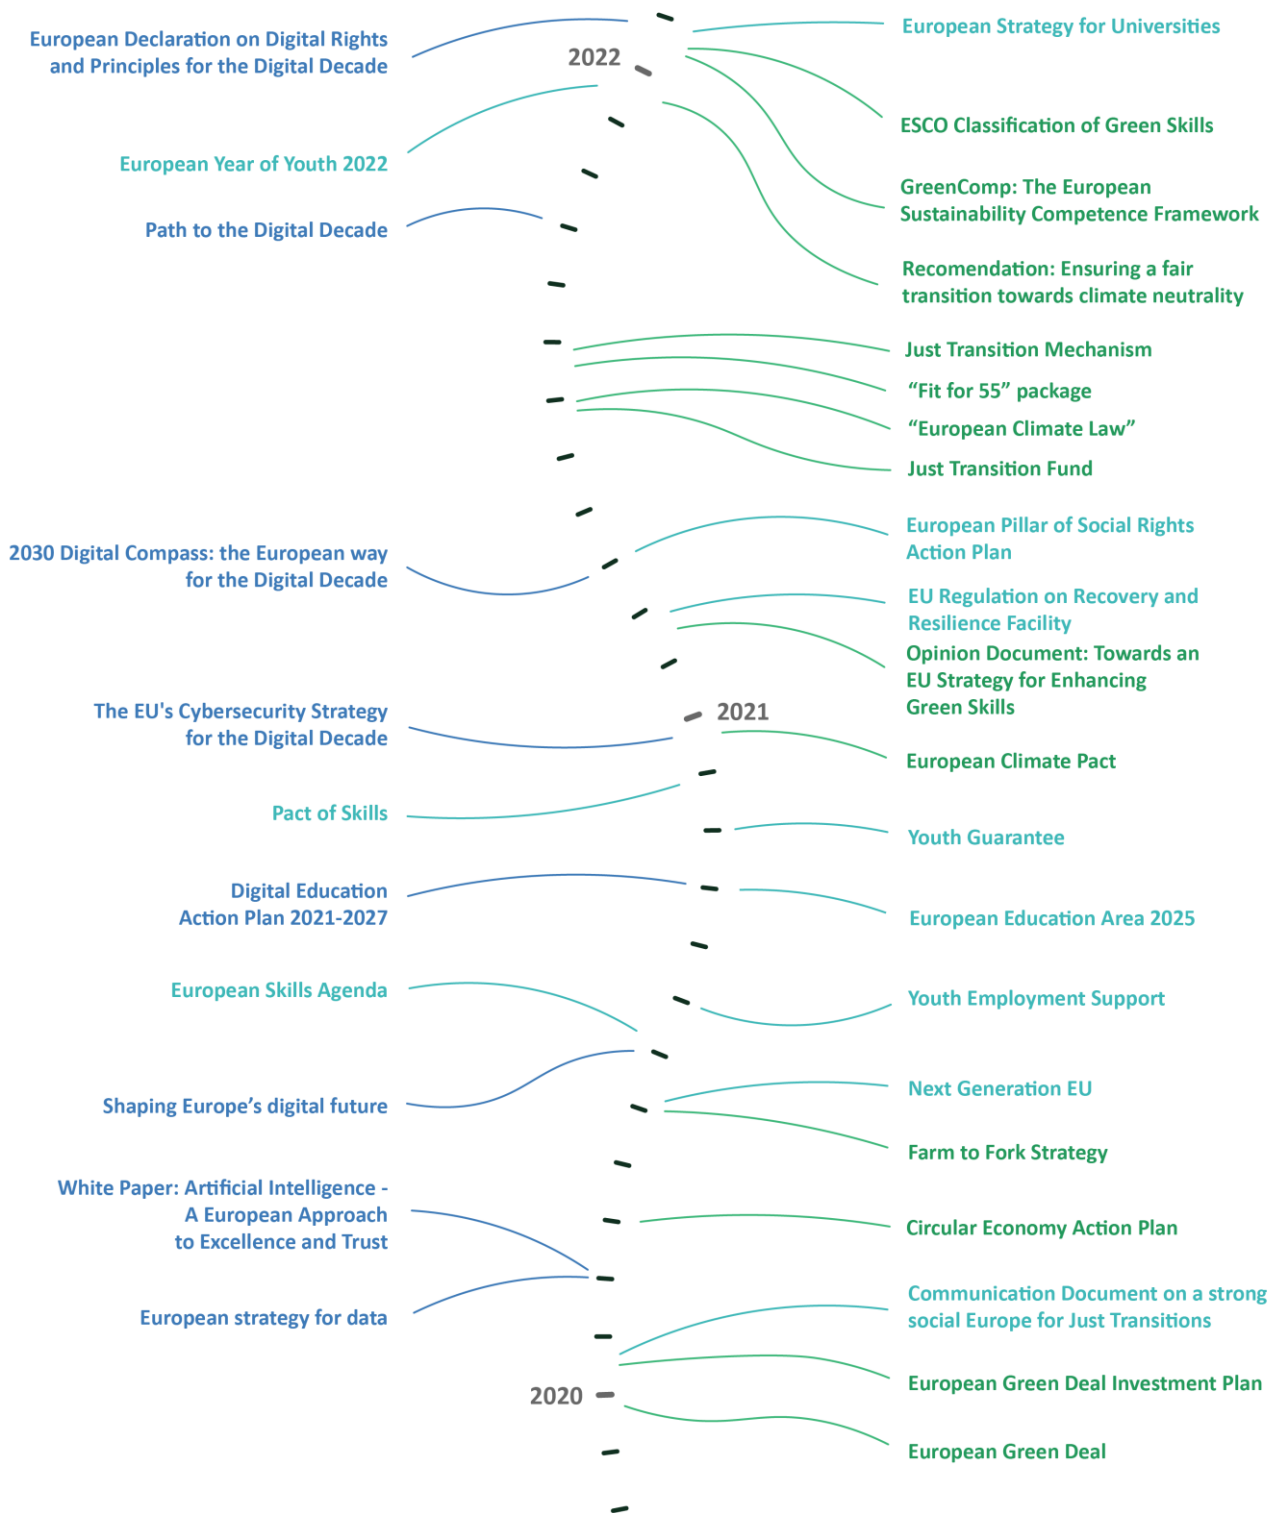 European Declaration on Digital Rights
and Principles for the Digital Decade
European Strategy for Universities
2022
ESCO Classification of Green Skills
European Year of Youth 2022
GreenComp: The European
Sustainability Competence Framework
Path to the Digital Decade
Recomendation: Ensuring a fair
transition towards climate neutrality
Just Transition Mechanism
“Fit for 55” package
“European Climate Law”
Just Transition Fund
European Pillar of Social Rights
Action Plan
2030 Digital Compass: the European way
for the Digital Decade
EU Regulation on Recovery and
Resilience Facility
Opinion Document: Towards an
EU Strategy for Enhancing
Green Skills
The EU's Cybersecurity Strategy
for the Digital Decade
2021
European Climate Pact
Pact of Skills
Youth Guarantee
Digital Education
Action Plan 2021-2027
European Education Area 2025
European Skills Agenda
Youth Employment Support
Next Generation EU
Shaping Europe’s digital future
Farm to Fork Strategy
White Paper: Artificial Intelligence -
A European Approach
to Excellence and Trust
Circular Economy Action Plan
Communication Document on a strong
social Europe for Just Transitions
European strategy for data
European Green Deal Investment Plan
2020
European Green Deal